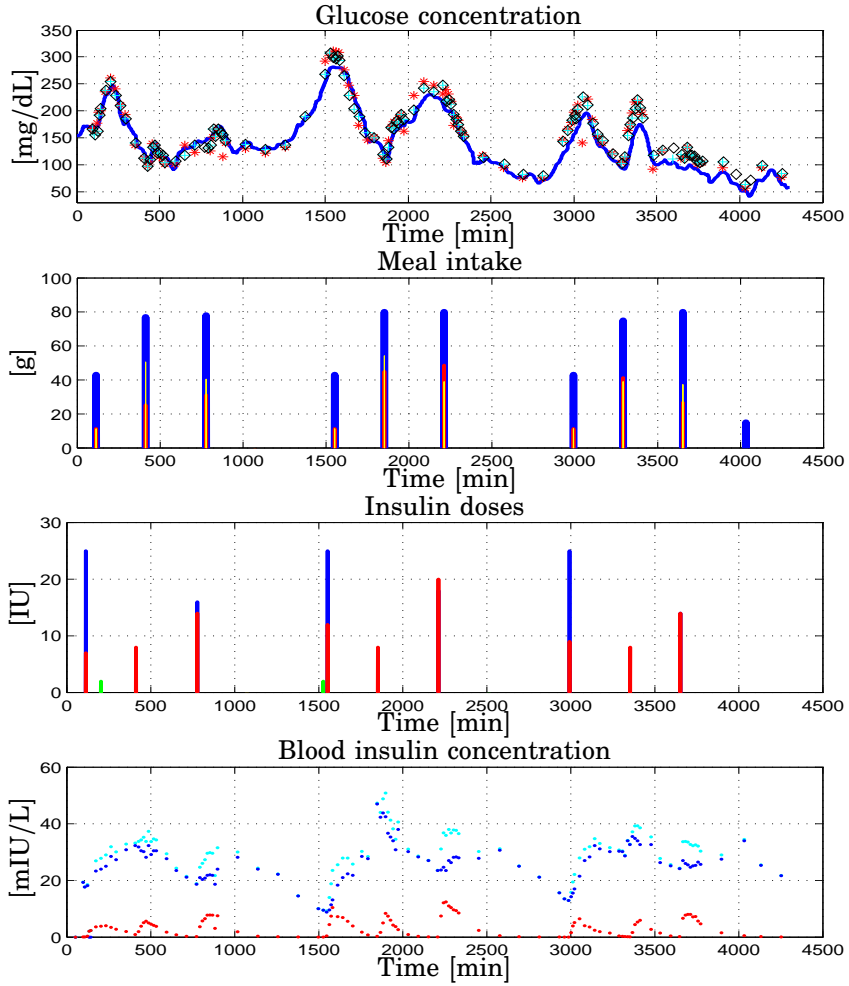 Glucose concentration
350
300
250
200
150
100
50
[mg/dL]
0 500 1000 1500 2000 2500 3000 3500 4000 4500
Time [min]
Meal intake
100
80
60
40
20
0
[g]
0 500 1000 1500 2000 2500 3000 3500 4000 4500
Time [min]
Insulin doses
30
20
10
0
[IU]
0 500 1000 1500 2000 2500 3000 3500 4000 4500
Time [min]
Blood insulin concentration
60
40
20
0
[mIU/L]
0 500 1000 1500 2000 2500 3000 3500 4000 4500
Time [min]